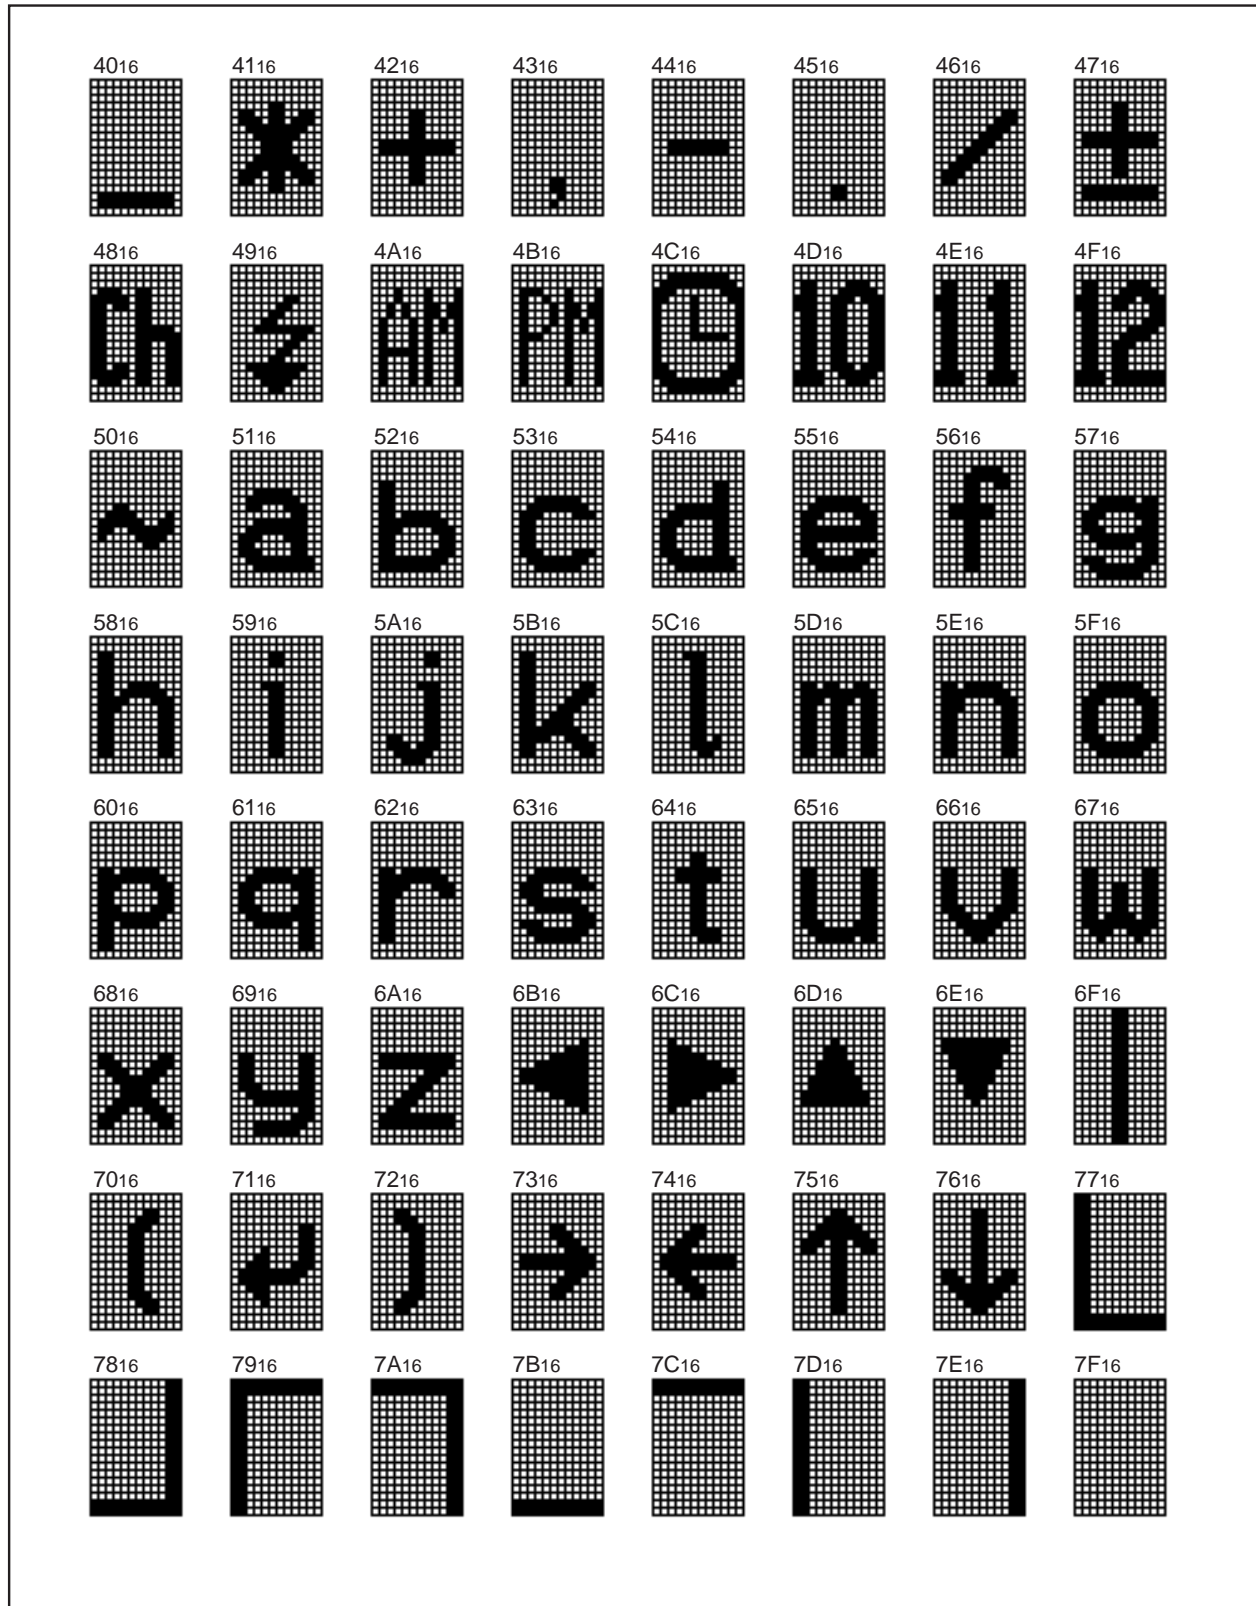 4016 4116 4216 4316 4416 4516 4616 4716
_ * + , - . / ±
4816 4916 4A16 4B16 4C16 4D16 4E16 4F16
Ch AM PM 10 11 12
5016 5116 5216 5316 5416 5516 5616 5716
~ a b c d e f g
5816 5916 5A16 5B16 5C16 5D16 5E16 5F16
h i j k l m n o
6016 6116 6216 6316 6416 6516 6616 6716
p q r s t u v w
6816 6916 6A16 6B16 6C16 6D16 6E16 6F16
x y z ◀ ▶ ▲ ▼ |
7016 7116 7216 7316 7416 7516 7616 7716
( ↲ ) → ← ↑ ↓
7816 7916 7A16 7B16 7C16 7D16 7E16 7F16